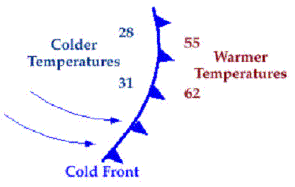 28
Colder
Temperatures
31
55
Warmer
Temperatures
62
Cold Front